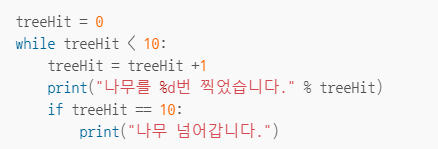 treeHit = 0
while treeHit < 10:
    treeHit = treeHit +1
    print("나무를 %d번 찍었습니다." % treeHit)
    if treeHit == 10:
        print("나무 넘어갑니다.")